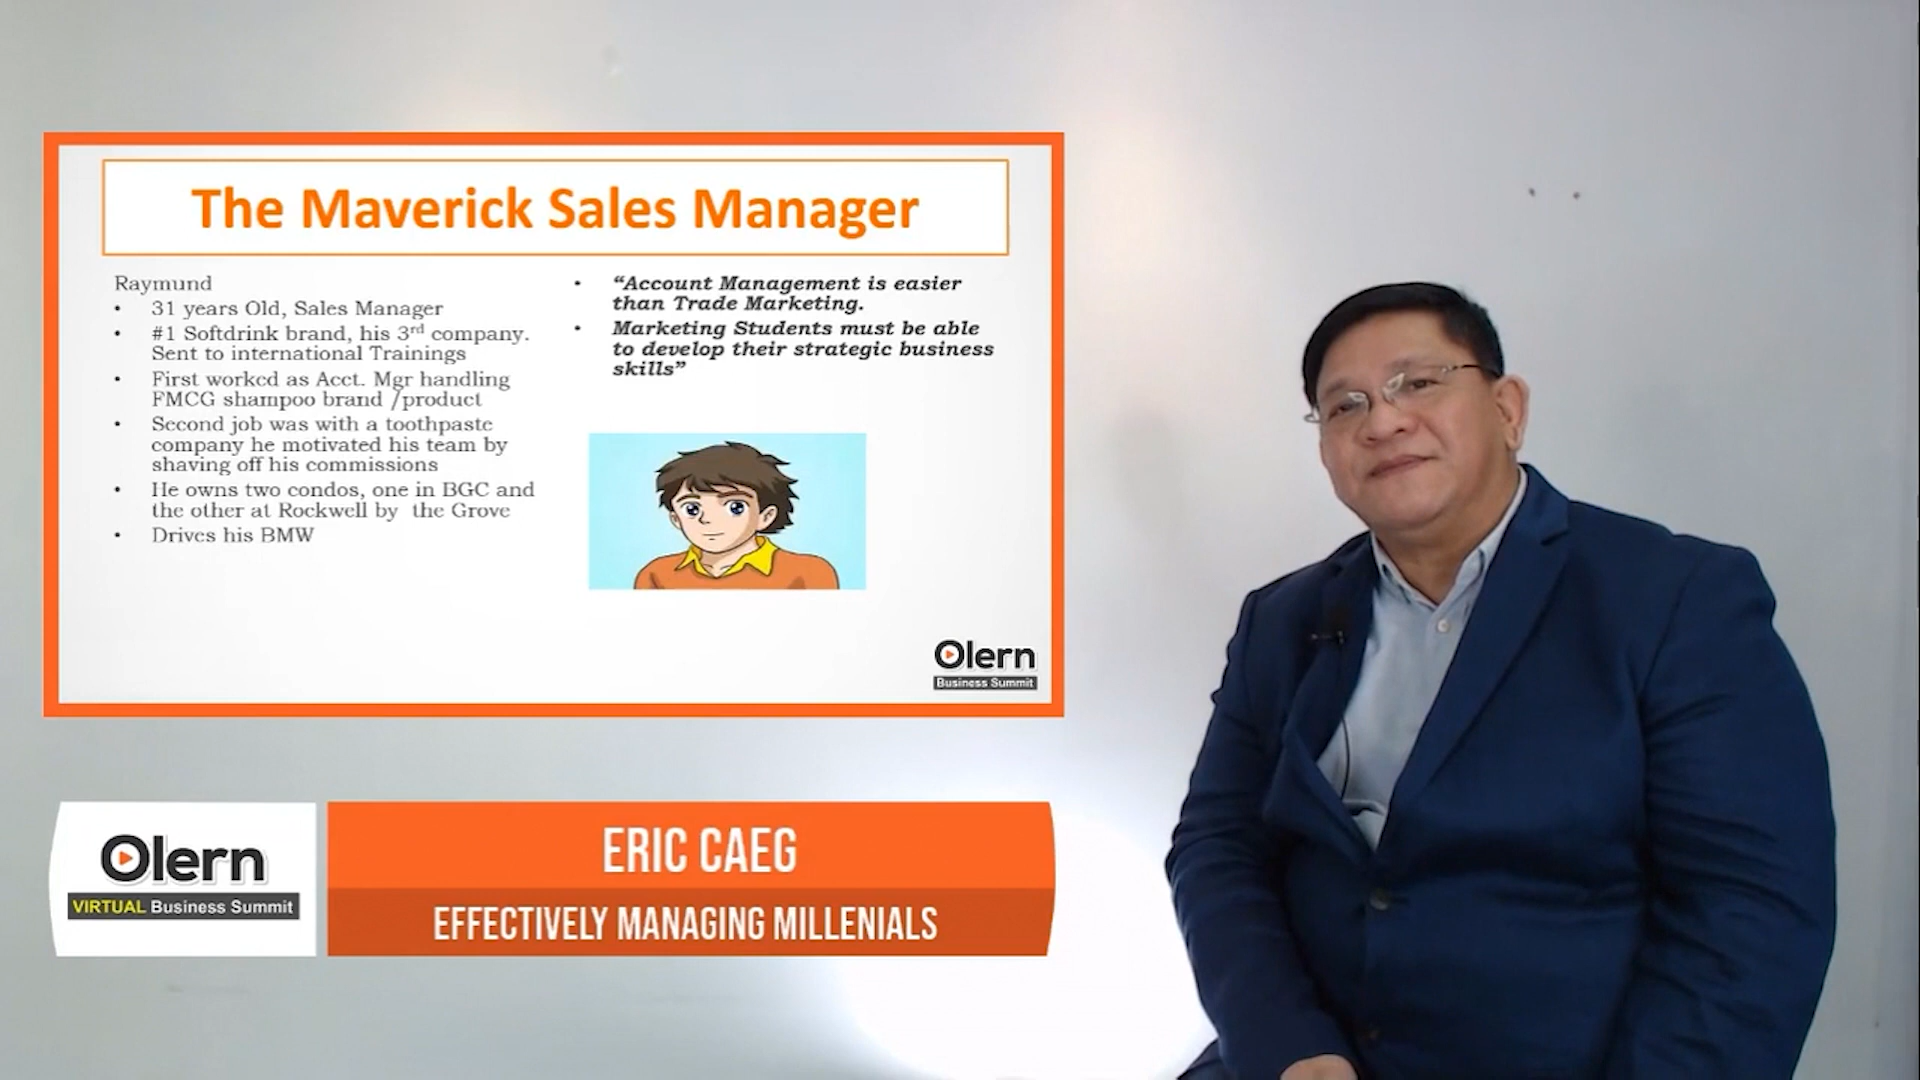 The Maverick Sales Manager
Raymund
• 31 years Old, Sales Manager
• #1 Softdrink brand, his 3rd company.
Sent to international Trainings
• First worked as Acct. Mgr handling
FMCG shampoo brand /product
• Second job was with a toothpaste
company he motivated his team by
shaving off his commissions
• He owns two condos, one in BGC and
the other at Rockwell by the Grove
• Drives his BMW
• “Account Management is easier
than Trade Marketing.
• Marketing Students must be able
to develop their strategic business
skills”
Olern
Business Summit
Olern
VIRTUAL Business Summit
ERIC CAEG
EFFECTIVELY MANAGING MILLENIALS